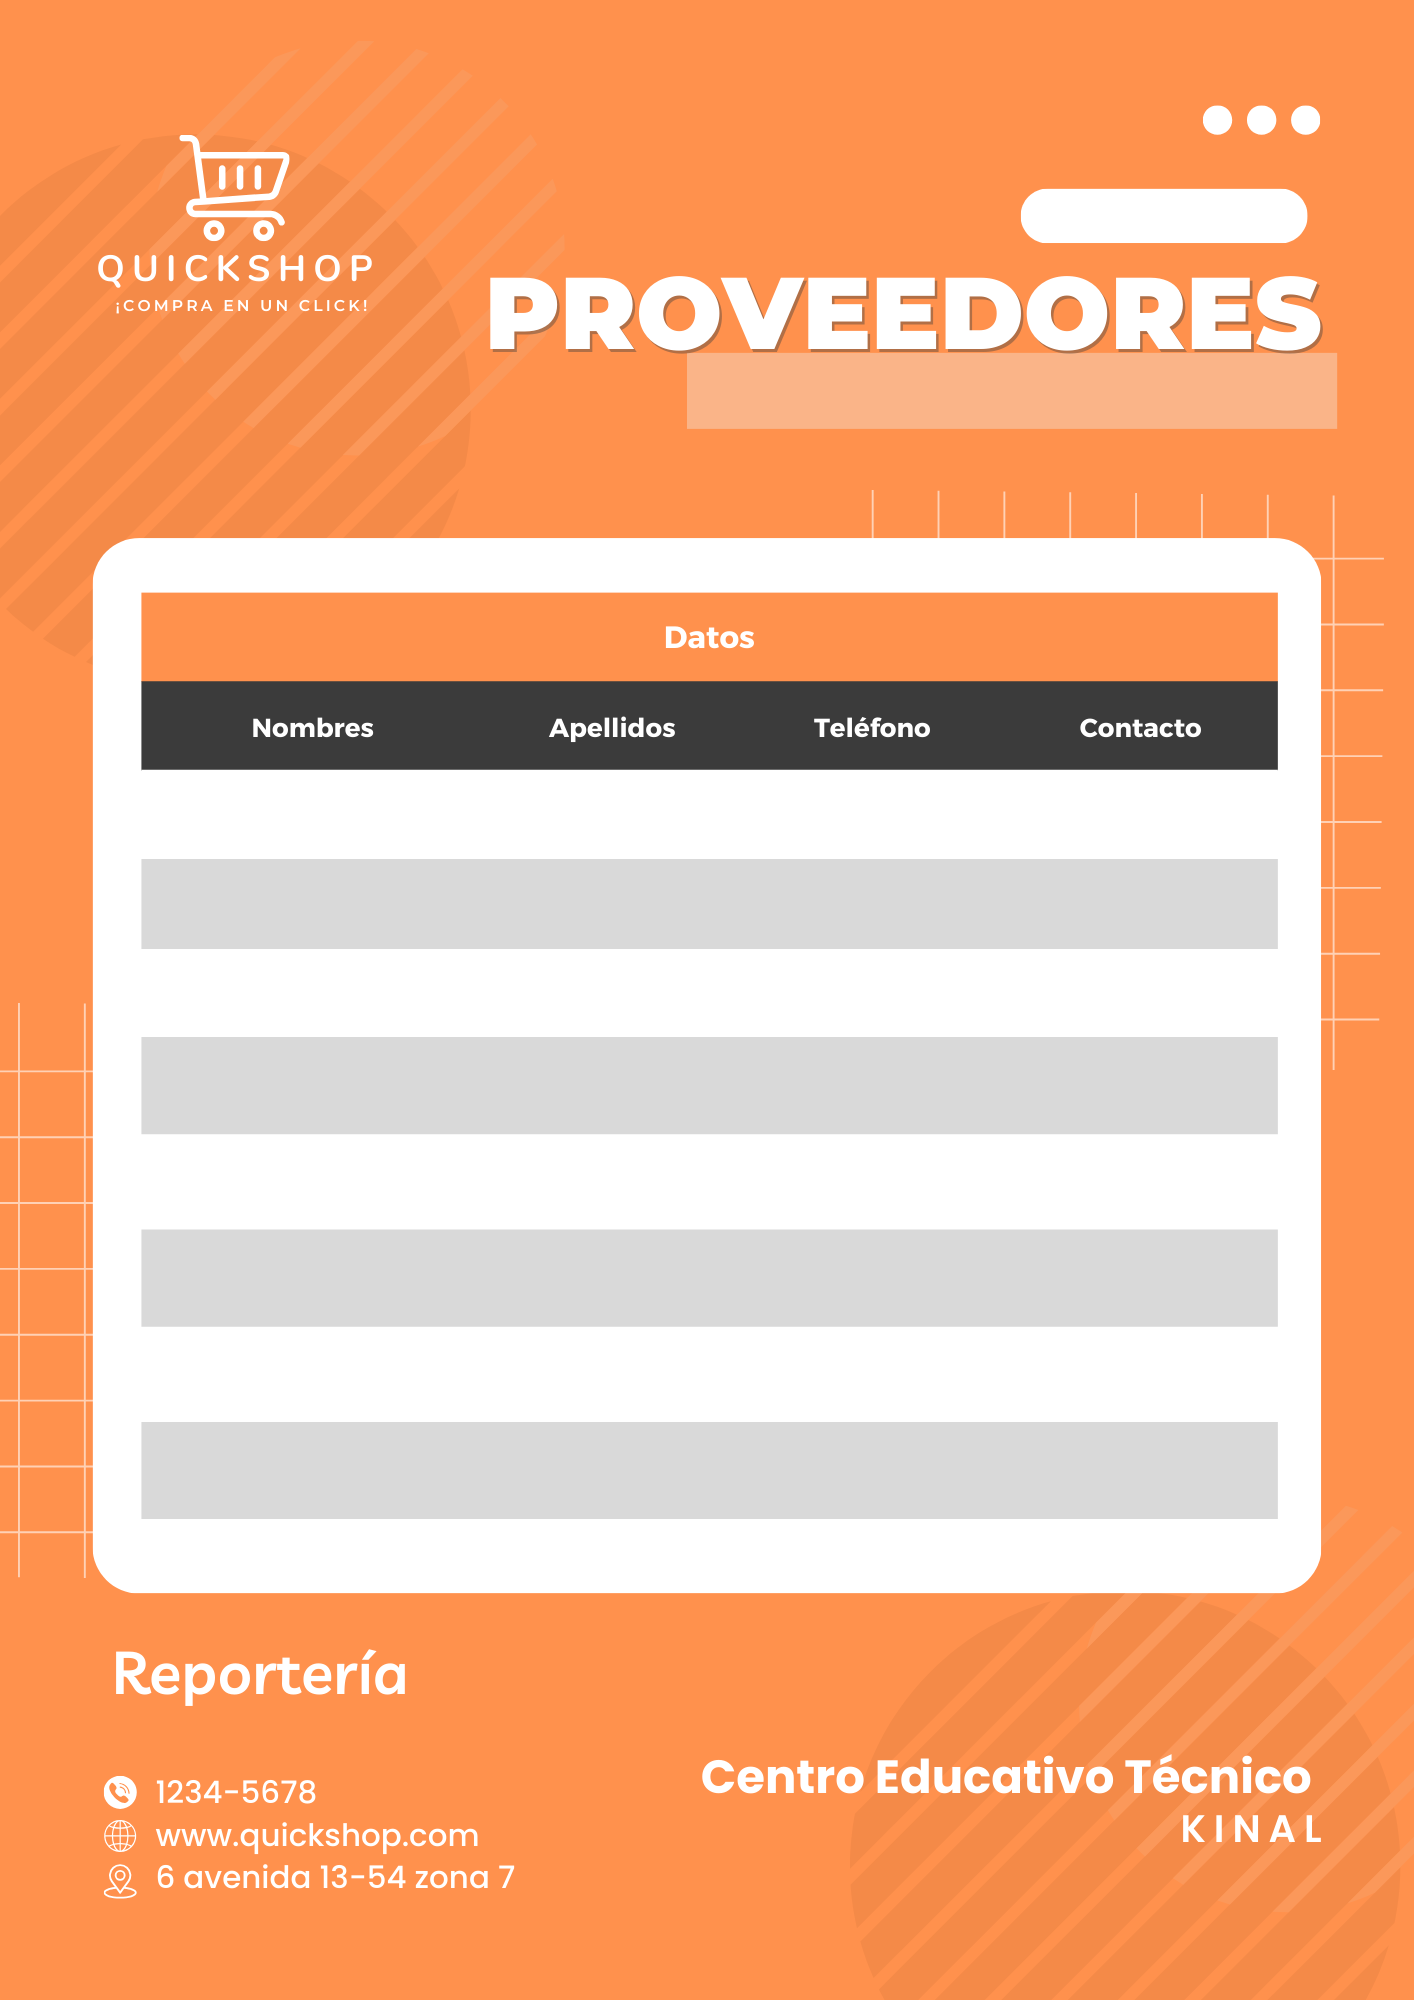 QUICKSHOP
¡COMPRA EN UN CLICK!
PROVEEDORES
Datos
Nombres Apellidos Teléfono Contacto
Reportería
1234-5678
www.quickshop.com
6 avenida 13-54 zona 7
Centro Educativo Técnico
KINAL